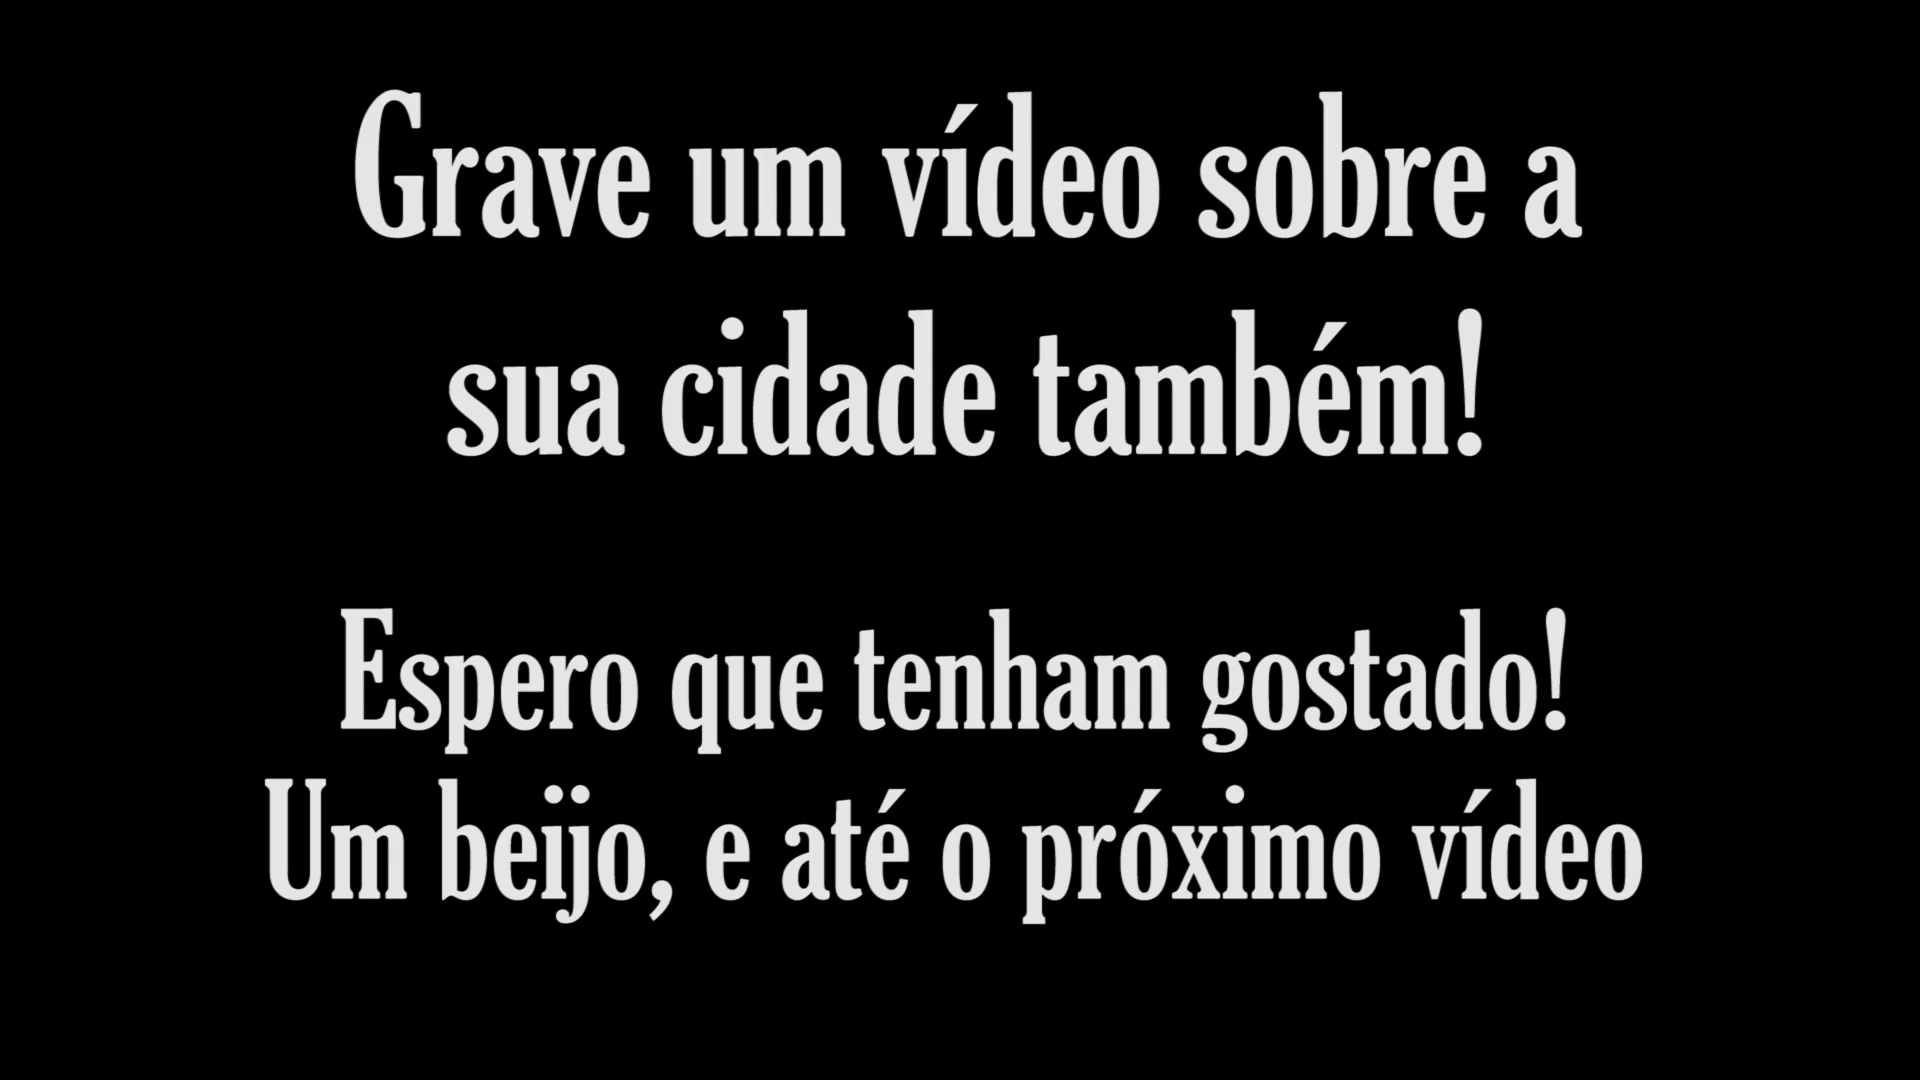 Grave um vídeo sobre a
sua cidade também!
Espero que tenham gostado!
Um beijo, e até o próximo vídeo